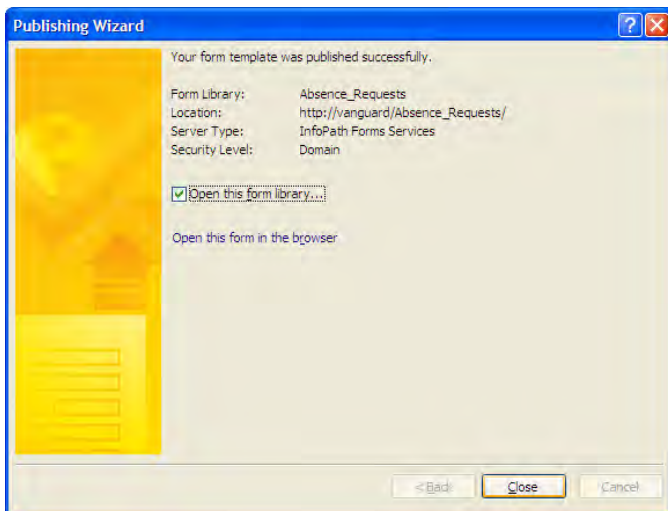 Publishing Wizard
Your form template was published successfully.
Form Library: Absence_Requests
Location: http://vanguard/Absence_Requests/
Server Type: InfoPath Forms Services
Security Level: Domain
Open this form library...
Open this form in the browser
< Back Close Cancel